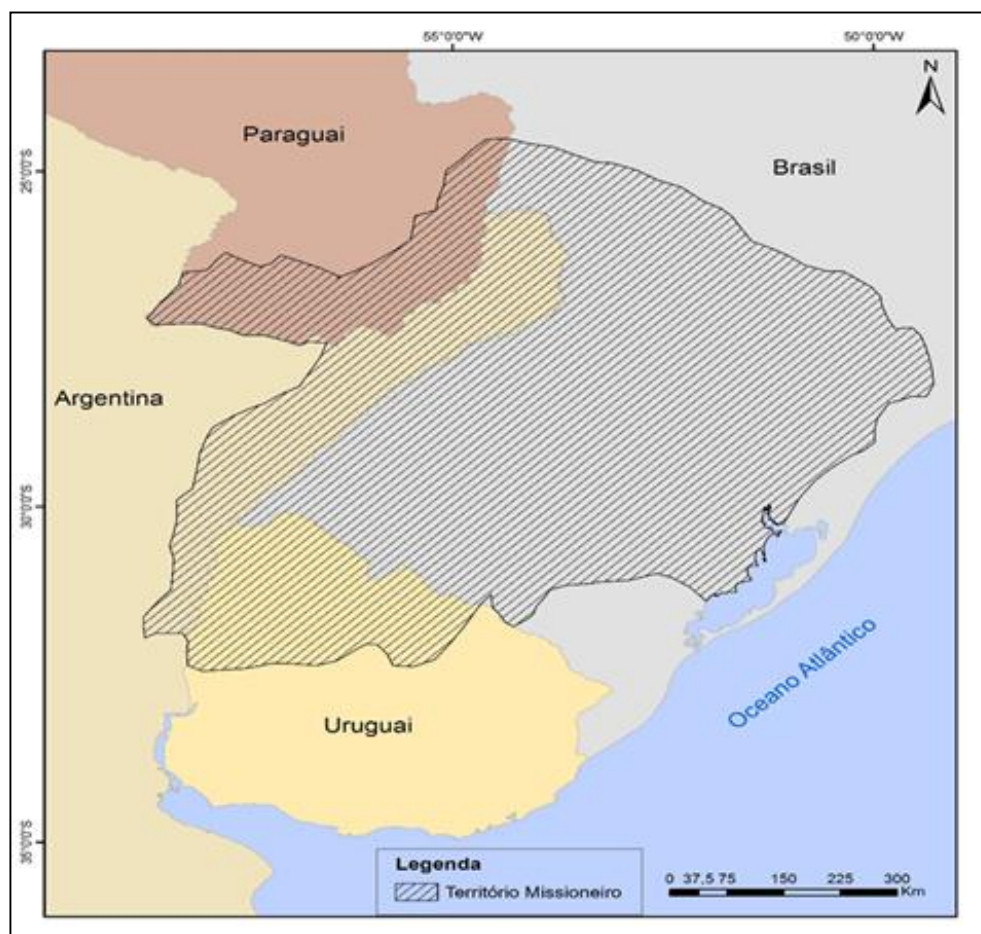 55°0'0"W
50°0'0"W
N
Paraguai
Brasil
25°0'0"S
Argentina
30°0'0"S
Oceano Atlântico
Uruguai
35°0'0"S
Legenda
Território Missioneiro
0 37,5 75 150 225 300
Km